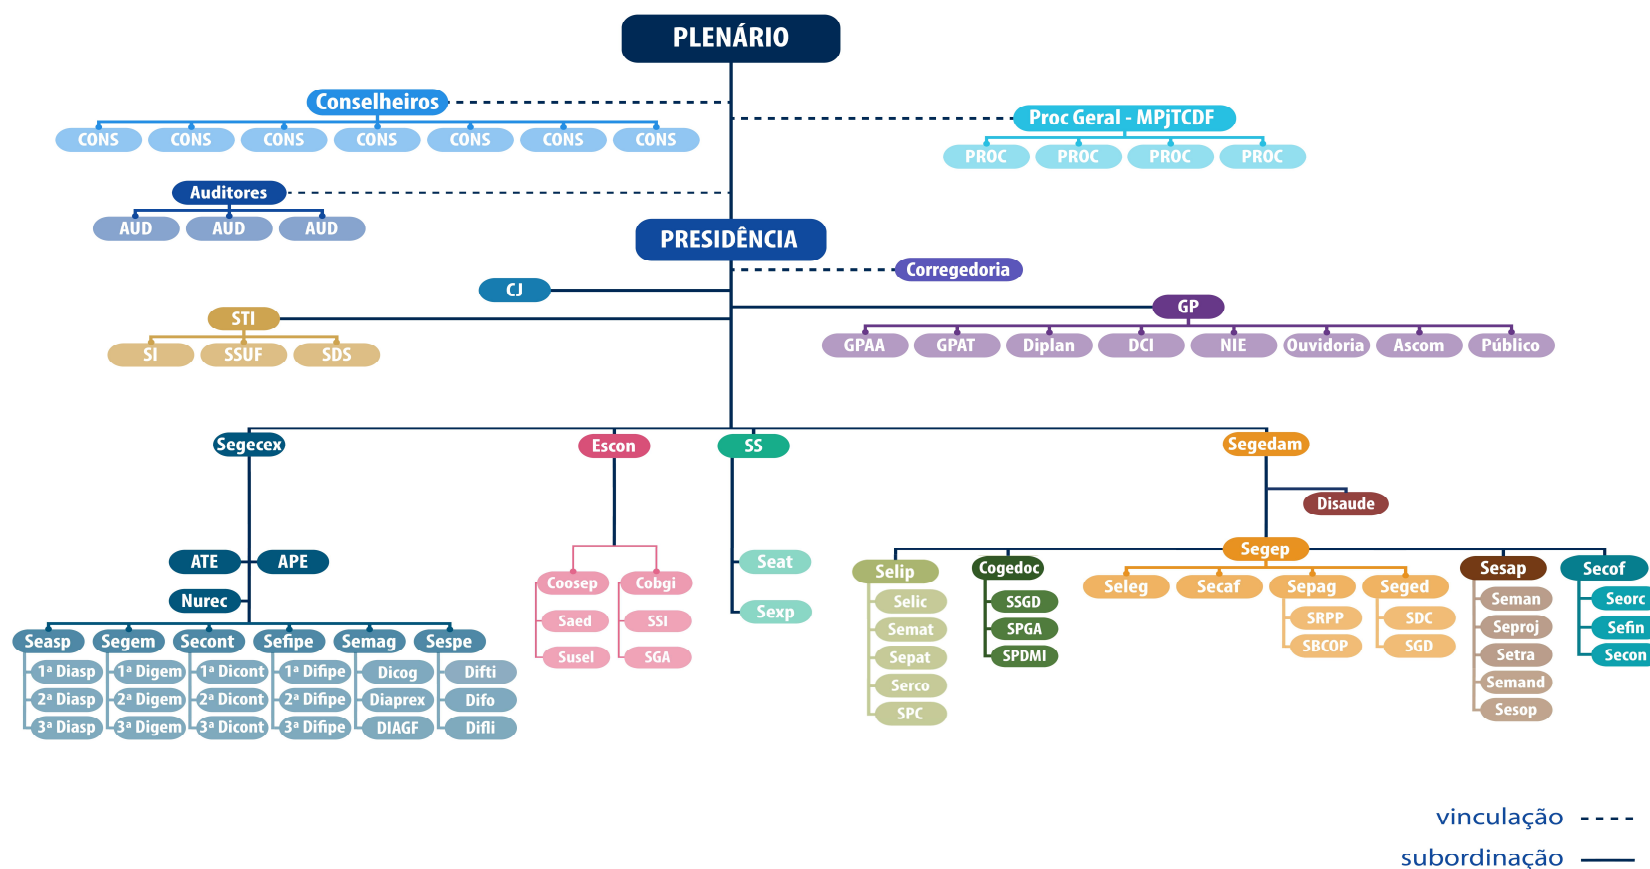 PLENÁRIO
Conselheiros
CONS CONS CONS CONS CONS CONS CONS
Proc Geral - MPjTCDF
PROC PROC PROC PROC
Auditores
AUD AUD AUD
PRESIDÊNCIA
Corregedoria
CJ
GP
STI
GPAA GPAT Diplan DCI NIE Ouvidoria Ascom Público
SI SSUF SDS
Segecex Escon SS Segedam
Disaude
ATE APE
Nurec
Seasp Segem Secont Sefipe Semag Sespe
1ª Diasp 1ª Digem 1ª Dicont 1ª Difipe Dicog Difti
2ª Diasp 2ª Digem 2ª Dicont 2ª Difipe Diaprex Difo
3ª Diasp 3ª Digem 3ª Dicont 3ª Difipe DIAGF Difli
Coosep Cobgi
Saed SSI
Susel SGA
Seat
Sexp
Segep
Selip
Selic
Semat
Sepat
Serco
SPC
Cogedoc
SSGD
SPGA
SPDMI
Seleg Secaf Sepag Seged
SRPP SDC
SBCOP SGD
Sesap
Seman
Seproj
Setra
Semand
Sesop
Secof
Seorc
Sefin
Secon
vinculação
subordinação